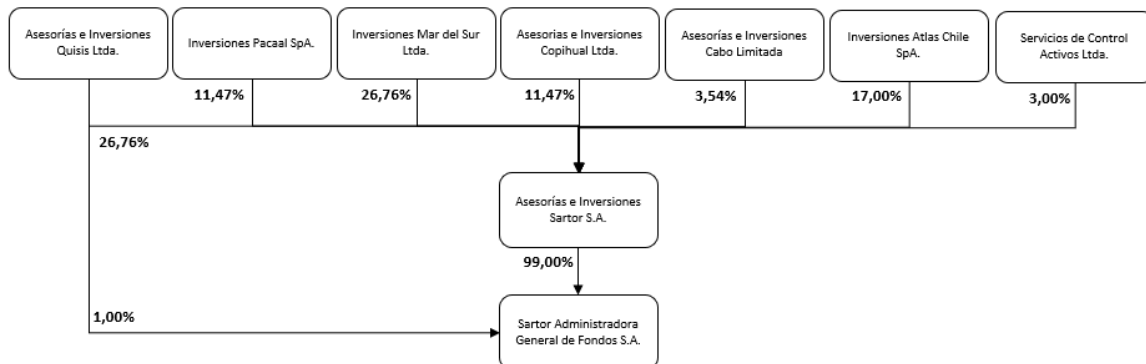 Asesorías e Inversiones
Quisis Ltda.
Inversiones Pacaal SpA.
Inversiones Mar del Sur
Ltda.
Asesorias e Inversiones
Copihual Ltda.
Asesorías e Inversiones
Cabo Limitada
Inversiones Atlas Chile
SpA.
Servicios de Control
Activos Ltda.
11,47%
26,76%
11,47%
3,54%
17,00%
3,00%
26,76%
Asesorías e Inversiones
Sartor S.A.
99,00%
1,00%
Sartor Administradora
General de Fondos S.A.